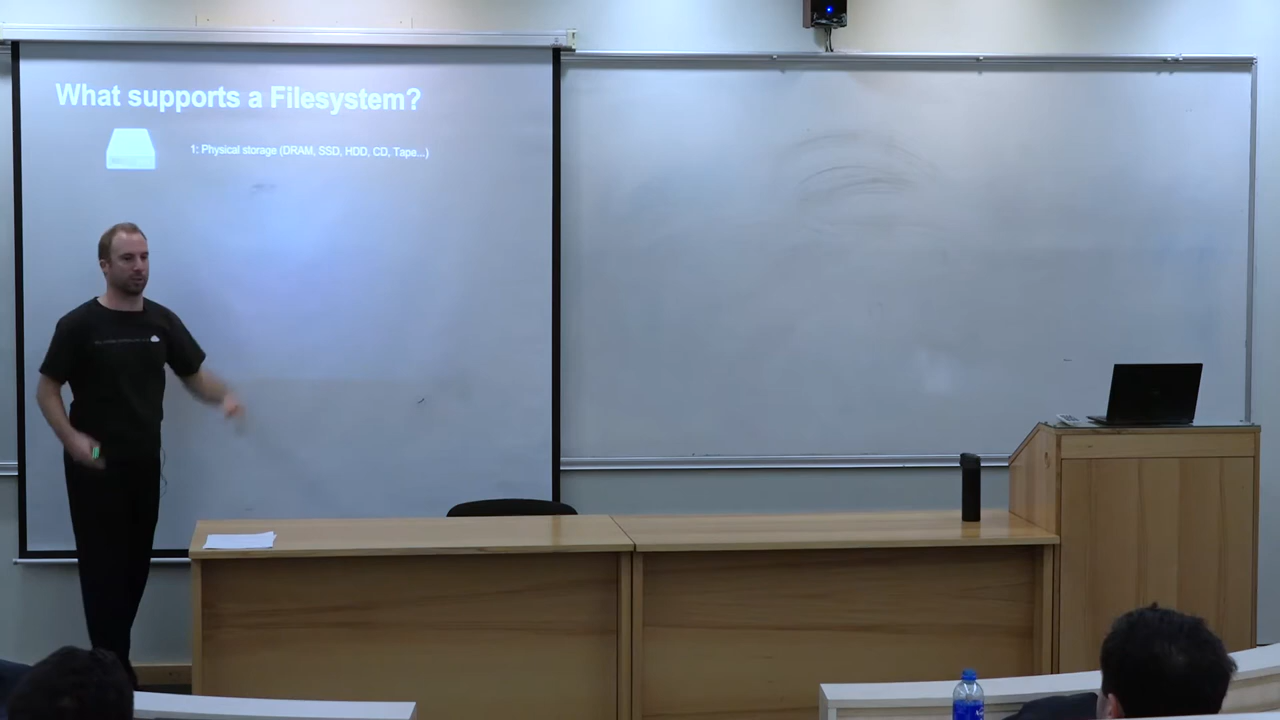 What supports a Filesystem?
1: Physical storage (DRAM, SSD, HDD, CD, Tape...)